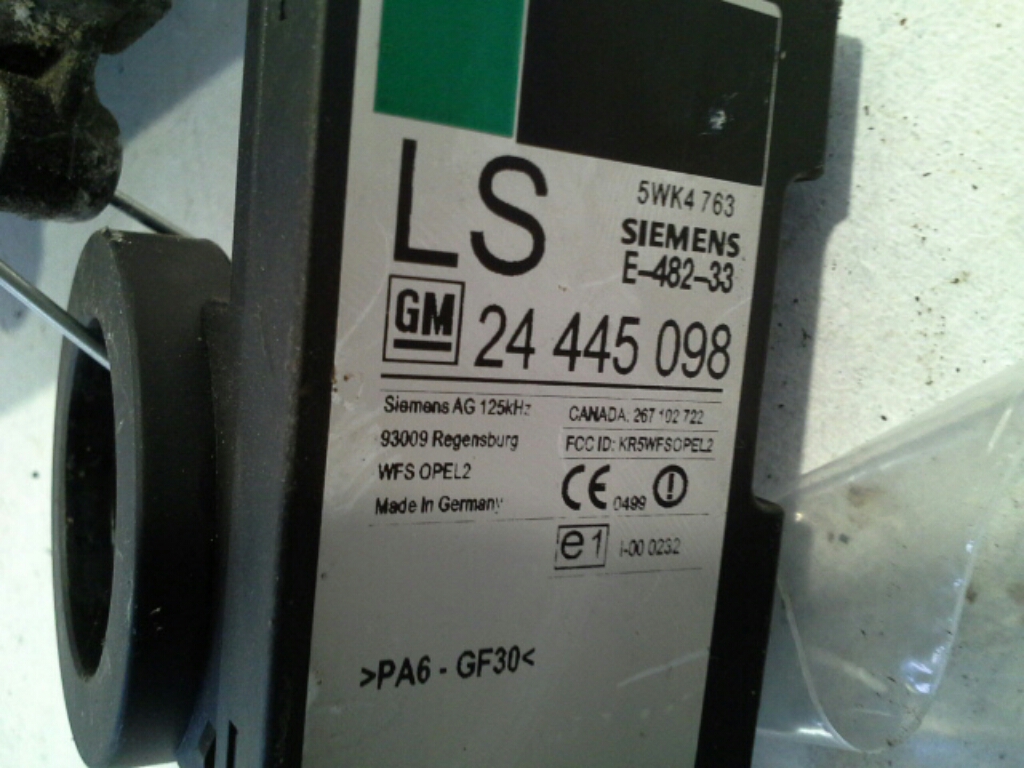 LS
5WK4 763
SIEMENS
E-482-33
GM 24 445 098
Siemens AG 125kHz
93009 Regensburg
WFS OPEL2
Made In Germany
CANADA: 267 102 722
FCC ID: KR5WFSOPEL2
CE 0499
e1 I-00 0232
>PA6 - GF30<